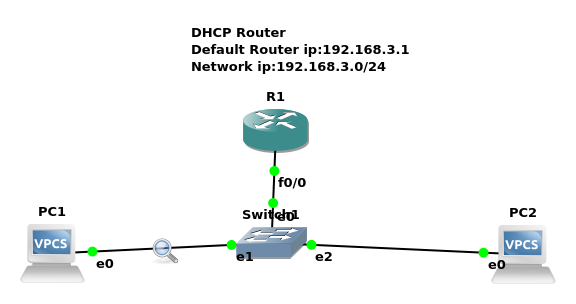 DHCP Router
Default Router ip:192.168.3.1
Network ip:192.168.3.0/24
R1
f0/0
PC1
Switch1
e0
PC2
VPCS
VPCS
e0
e1
e2
e0